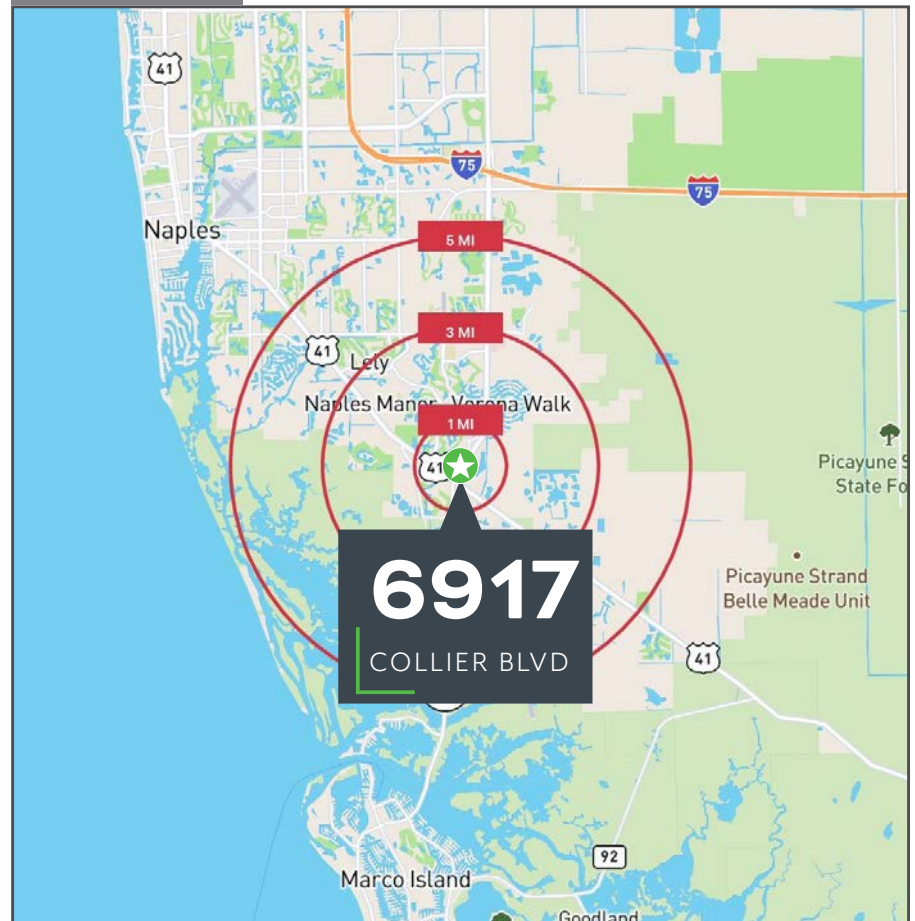 41
75
75
Naples
5 MI
3 MI
41
Lely
Naples Manor
Verona Walk
1 MI
41
Picayune S
State Fo
6917
COLLIER BLVD
Picayune Strand
Belle Meade Unit
41
92
Marco Island
Goodland